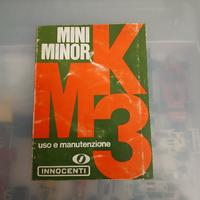 MINI
MINOR
MK3
uso e manutenzione
INNOCENTI